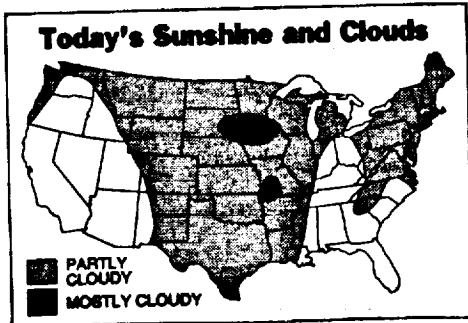 Today's Sunshine and Clouds
PARTLY
CLOUDY
MOSTLY CLOUDY